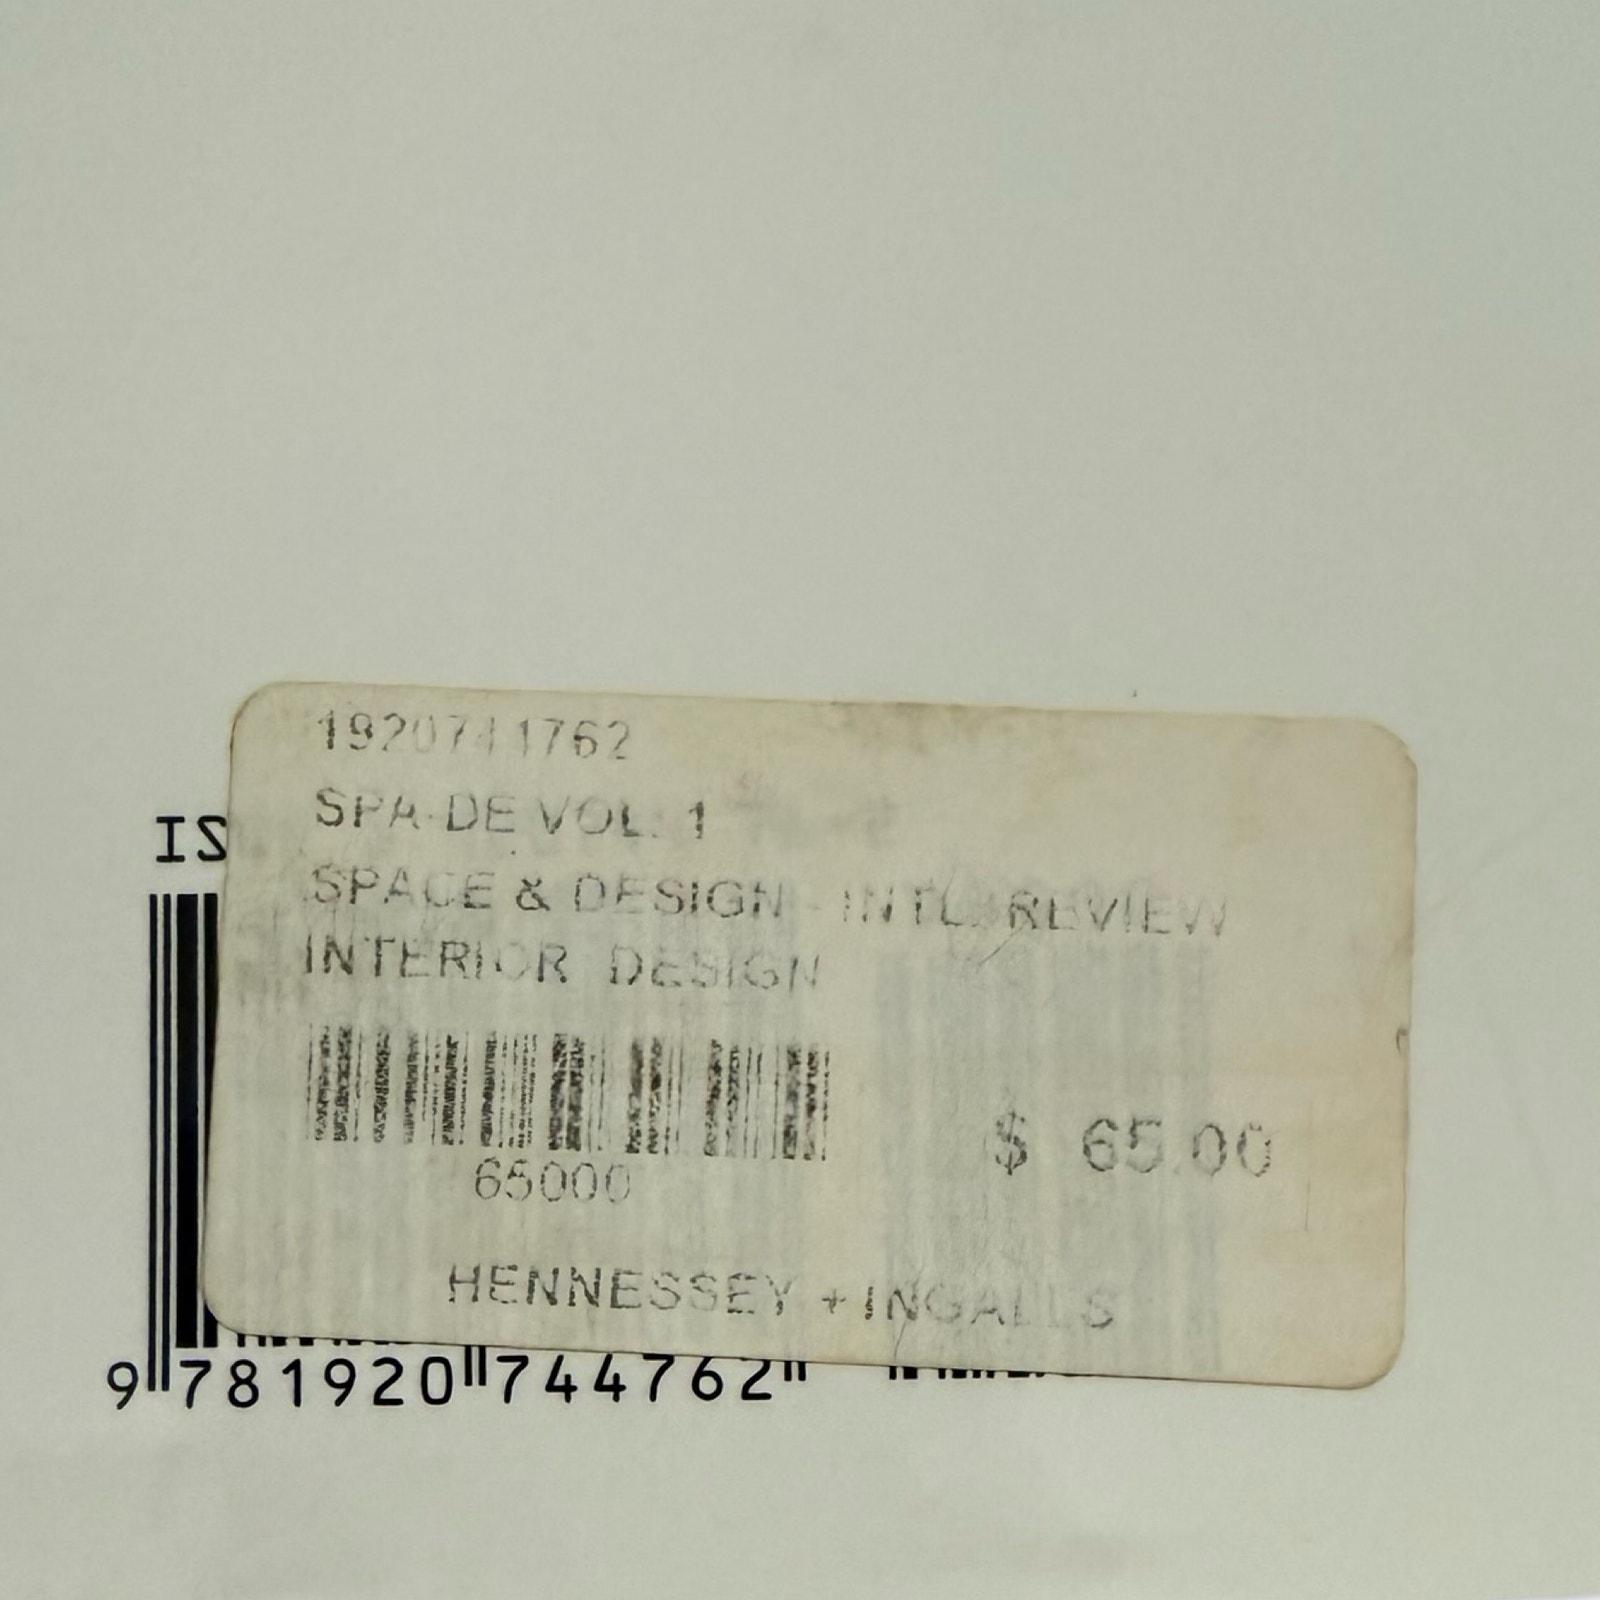 1920744762
SPA-DE VOL. 1
SPACE & DESIGN - INTL. REVIEW
INTERIOR DESIGN
IS
65000
$ 65.00
HENNESSEY + INGALLS
9 781920 744762